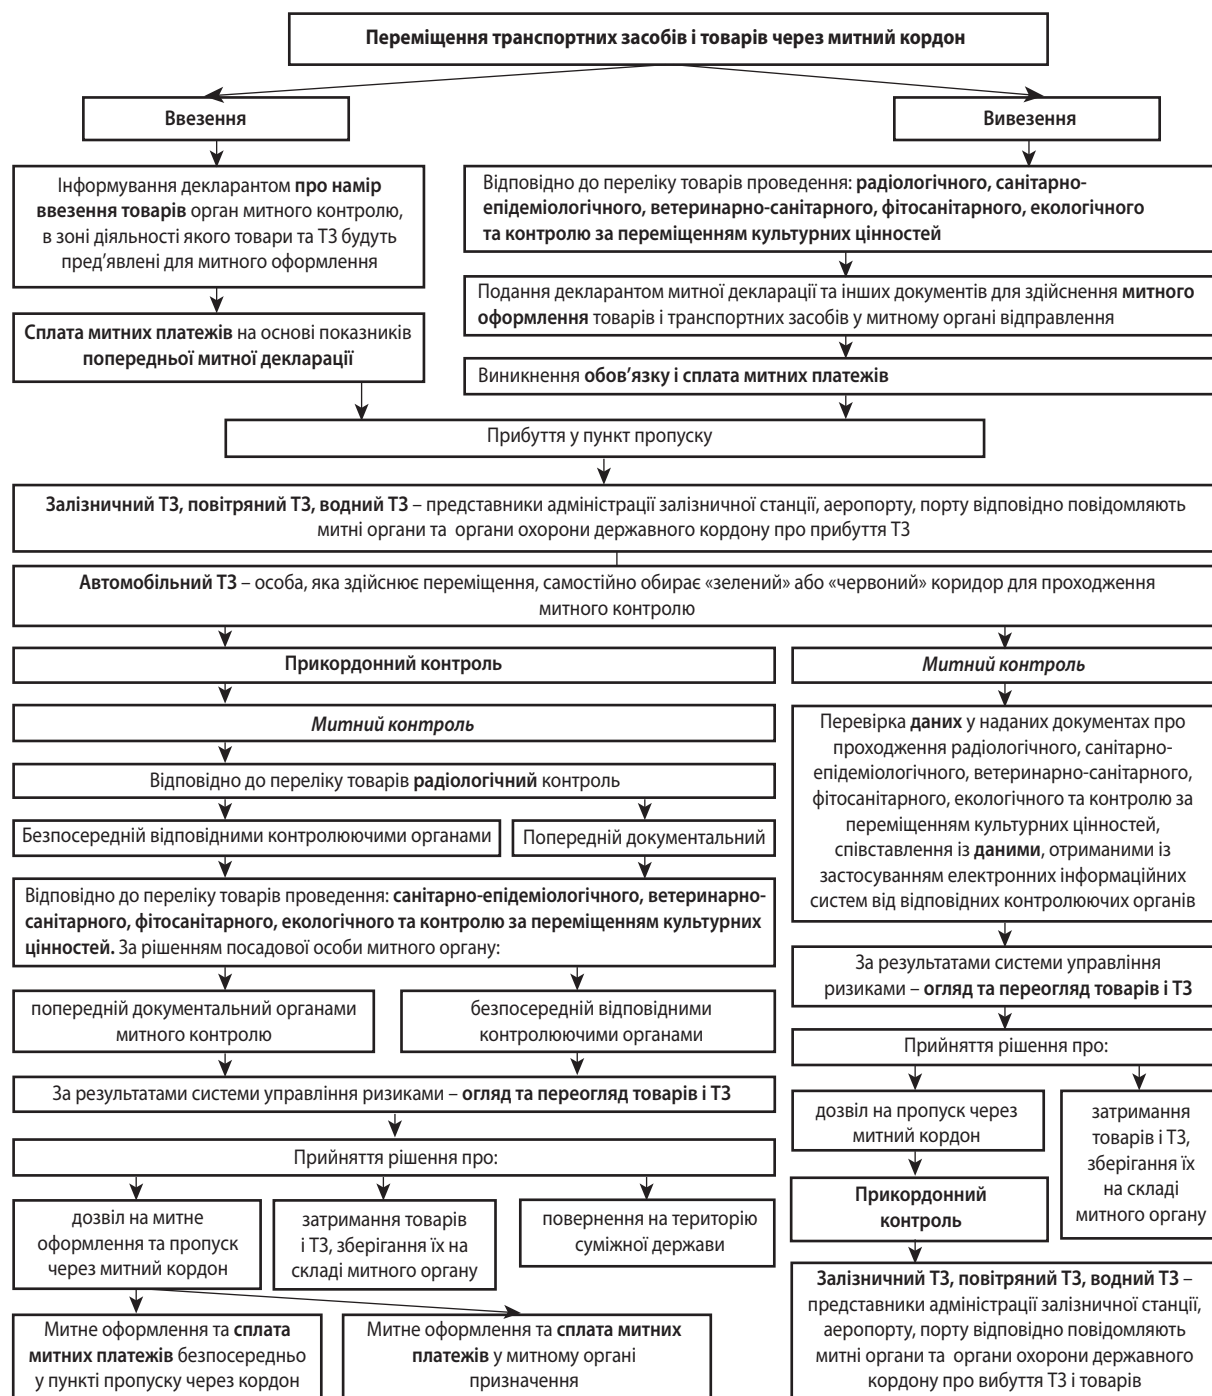 Переміщення транспортних засобів і товарів через митний кордон
Ввезення
Вивезення
Інформування декларантом про намір
ввезення товарів орган митного контролю,
в зоні діяльності якого товари та ТЗ будуть
пред’явлені для митного оформлення
Сплата митних платежів на основі показників
попередньої митної декларації
Відповідно до переліку товарів проведення: радіологічного, санітарно-
епідеміологічного, ветеринарно-санітарного, фітосанітарного, екологічного
та контролю за переміщенням культурних цінностей
Подання декларантом митної декларації та інших документів для здійснення митного
оформлення товарів і транспортних засобів у митному органі відправлення
Виникнення обов’язку і сплата митних платежів
Прибуття у пункт пропуску
Залізничний ТЗ, повітряний ТЗ, водний ТЗ – представники адміністрації залізничної станції, аеропорту, порту відповідно повідомляють
митні органи та органи охорони державного кордону про прибуття ТЗ
Автомобільний ТЗ – особа, яка здійснює переміщення, самостійно обирає «зелений» або «червоний» коридор для проходження
митного контролю
Прикордонний контроль
Митний контроль
Відповідно до переліку товарів радіологічний контроль
Безпосередній відповідними контролюючими органами
Попередній документальний
Відповідно до переліку товарів проведення: санітарно-епідеміологічного, ветеринарно-
санітарного, фітосанітарного, екологічного та контролю за переміщенням культурних
цінностей. За рішенням посадової особи митного органу:
попередній документальний органами
митного контролю
безпосередній відповідними
контролюючими органами
За результатами системи управління ризиками – огляд та переогляд товарів і ТЗ
Прийняття рішення про:
дозвіл на митне
оформлення та пропуск
через митний кордон
затримання товарів
і ТЗ, зберігання їх на
складі митного органу
повернення на територію
суміжної держави
Митне оформлення та сплата
митних платежів безпосередньо
у пункті пропуску через кордон
Митне оформлення та сплата митних
платежів у митному органі
призначення
Митний контроль
Перевірка даних у наданих документах про
проходження радіологічного, санітарно-
епідеміологічного, ветеринарно-санітарного,
фітосанітарного, екологічного та контролю за
переміщенням культурних цінностей,
співставлення із даними, отриманими із
застосуванням електронних інформаційних
систем від відповідних контролюючих органів
За результатами системи управління
ризиками – огляд та переогляд товарів і ТЗ
Прийняття рішення про:
дозвіл на пропуск через
митний кордон
затримання
товарів і ТЗ,
зберігання їх
на складі
митного органу
Прикордонний
контроль
Залізничний ТЗ, повітряний ТЗ, водний ТЗ –
представники адміністрації залізничної станції,
аеропорту, порту відповідно повідомляють
митні органи та органи охорони державного
кордону про вибуття ТЗ і товарів